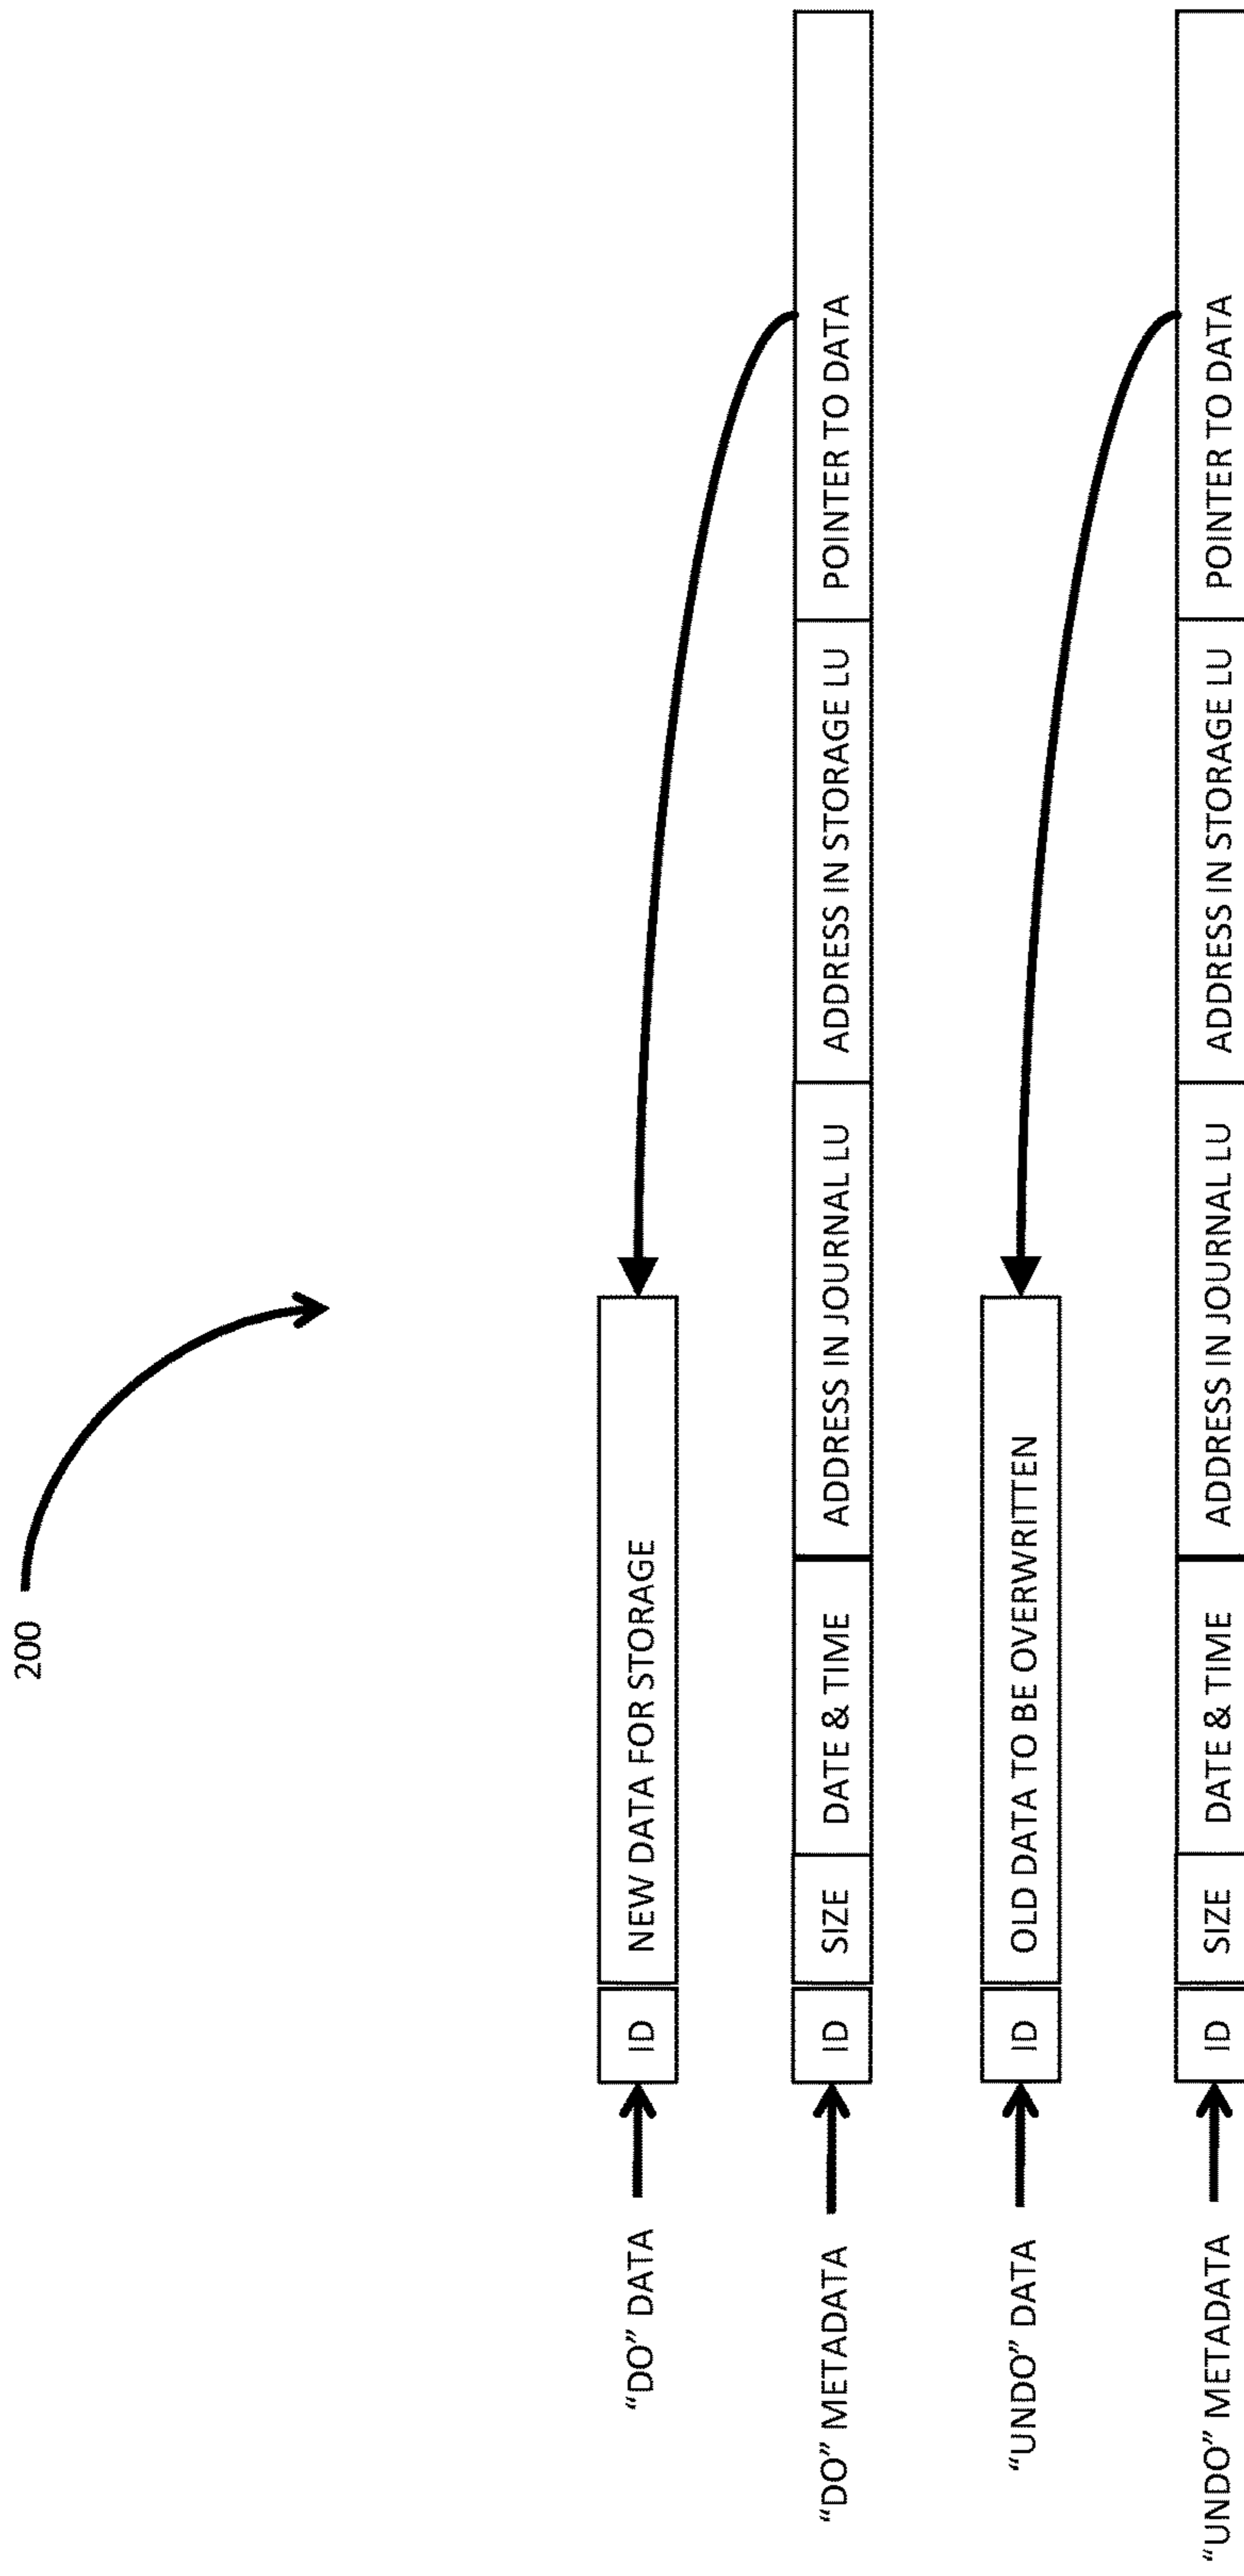 200
“DO” DATA
ID
NEW DATA FOR STORAGE
“DO” METADATA
ID
SIZE
DATE & TIME
ADDRESS IN JOURNAL LU
ADDRESS IN STORAGE LU
POINTER TO DATA
“UNDO” DATA
ID
OLD DATA TO BE OVERWRITTEN
“UNDO” METADATA
ID
SIZE
DATE & TIME
ADDRESS IN JOURNAL LU
ADDRESS IN STORAGE LU
POINTER TO DATA